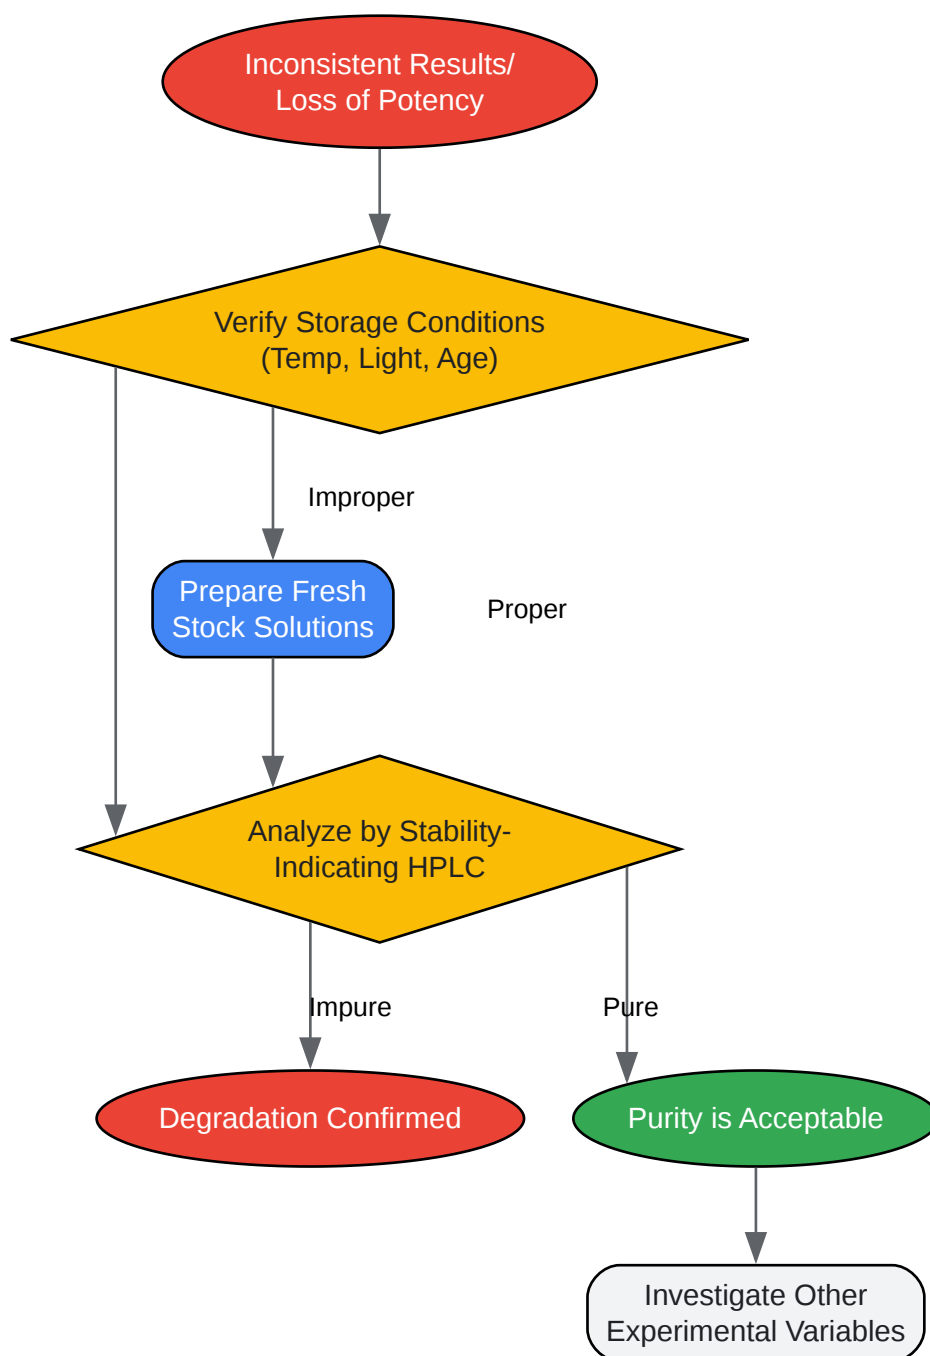 Inconsistent Results/
Loss of Potency
Verify Storage Conditions
(Temp, Light, Age)
Improper
Prepare Fresh
Stock Solutions
Proper
Analyze by Stability-
Indicating HPLC
Impure
Pure
Degradation Confirmed
Purity is Acceptable
Investigate Other
Experimental Variables